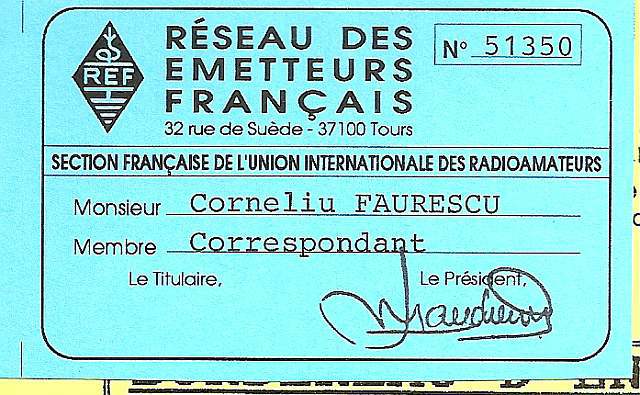 REF
RÉSEAU DES
EMETTEURS
FRANÇAIS
32 rue de Suède - 37100 Tours
N° 51350
SECTION FRANÇAISE DE L'UNION INTERNATIONALE DES RADIOAMATEURS
Monsieur Corneliu FAURESCU
Membre Correspondant
Le Titulaire, Le Président,